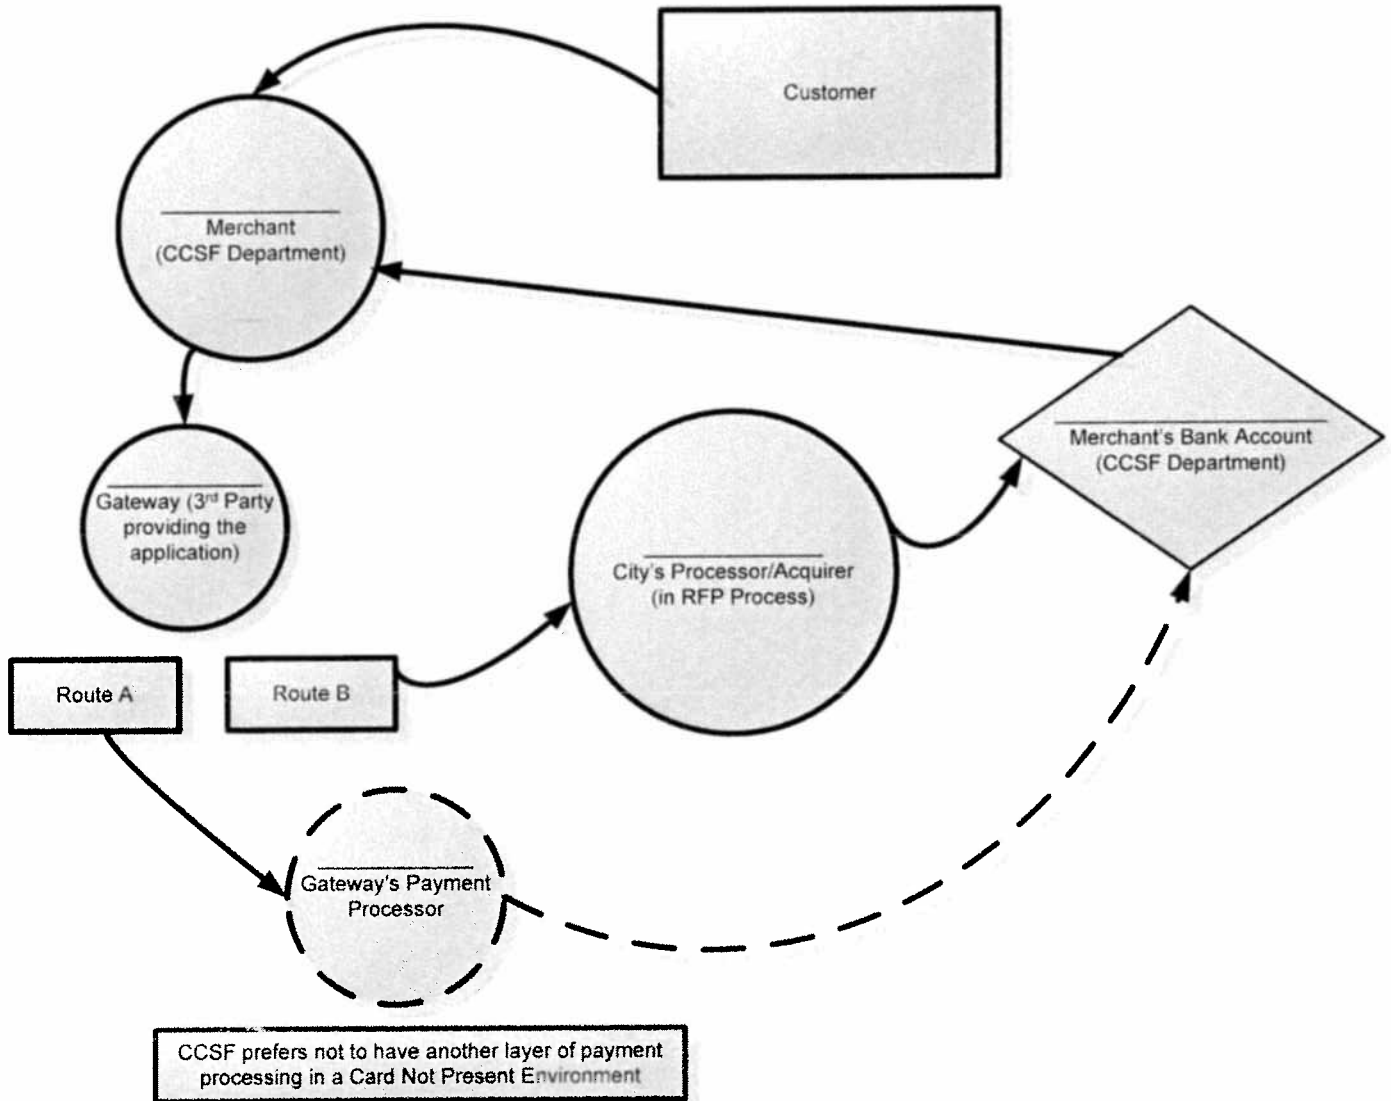 Customer
Merchant
(CCSF Department)
Merchant's Bank Account
(CCSF Department)
Gateway (3rd Party
providing the
application)
City's Processor/Acquirer
(in RFP Process)
Route A
Route B
Gateway's Payment
Processor
CCSF prefers not to have another layer of payment
processing in a Card Not Present Environment